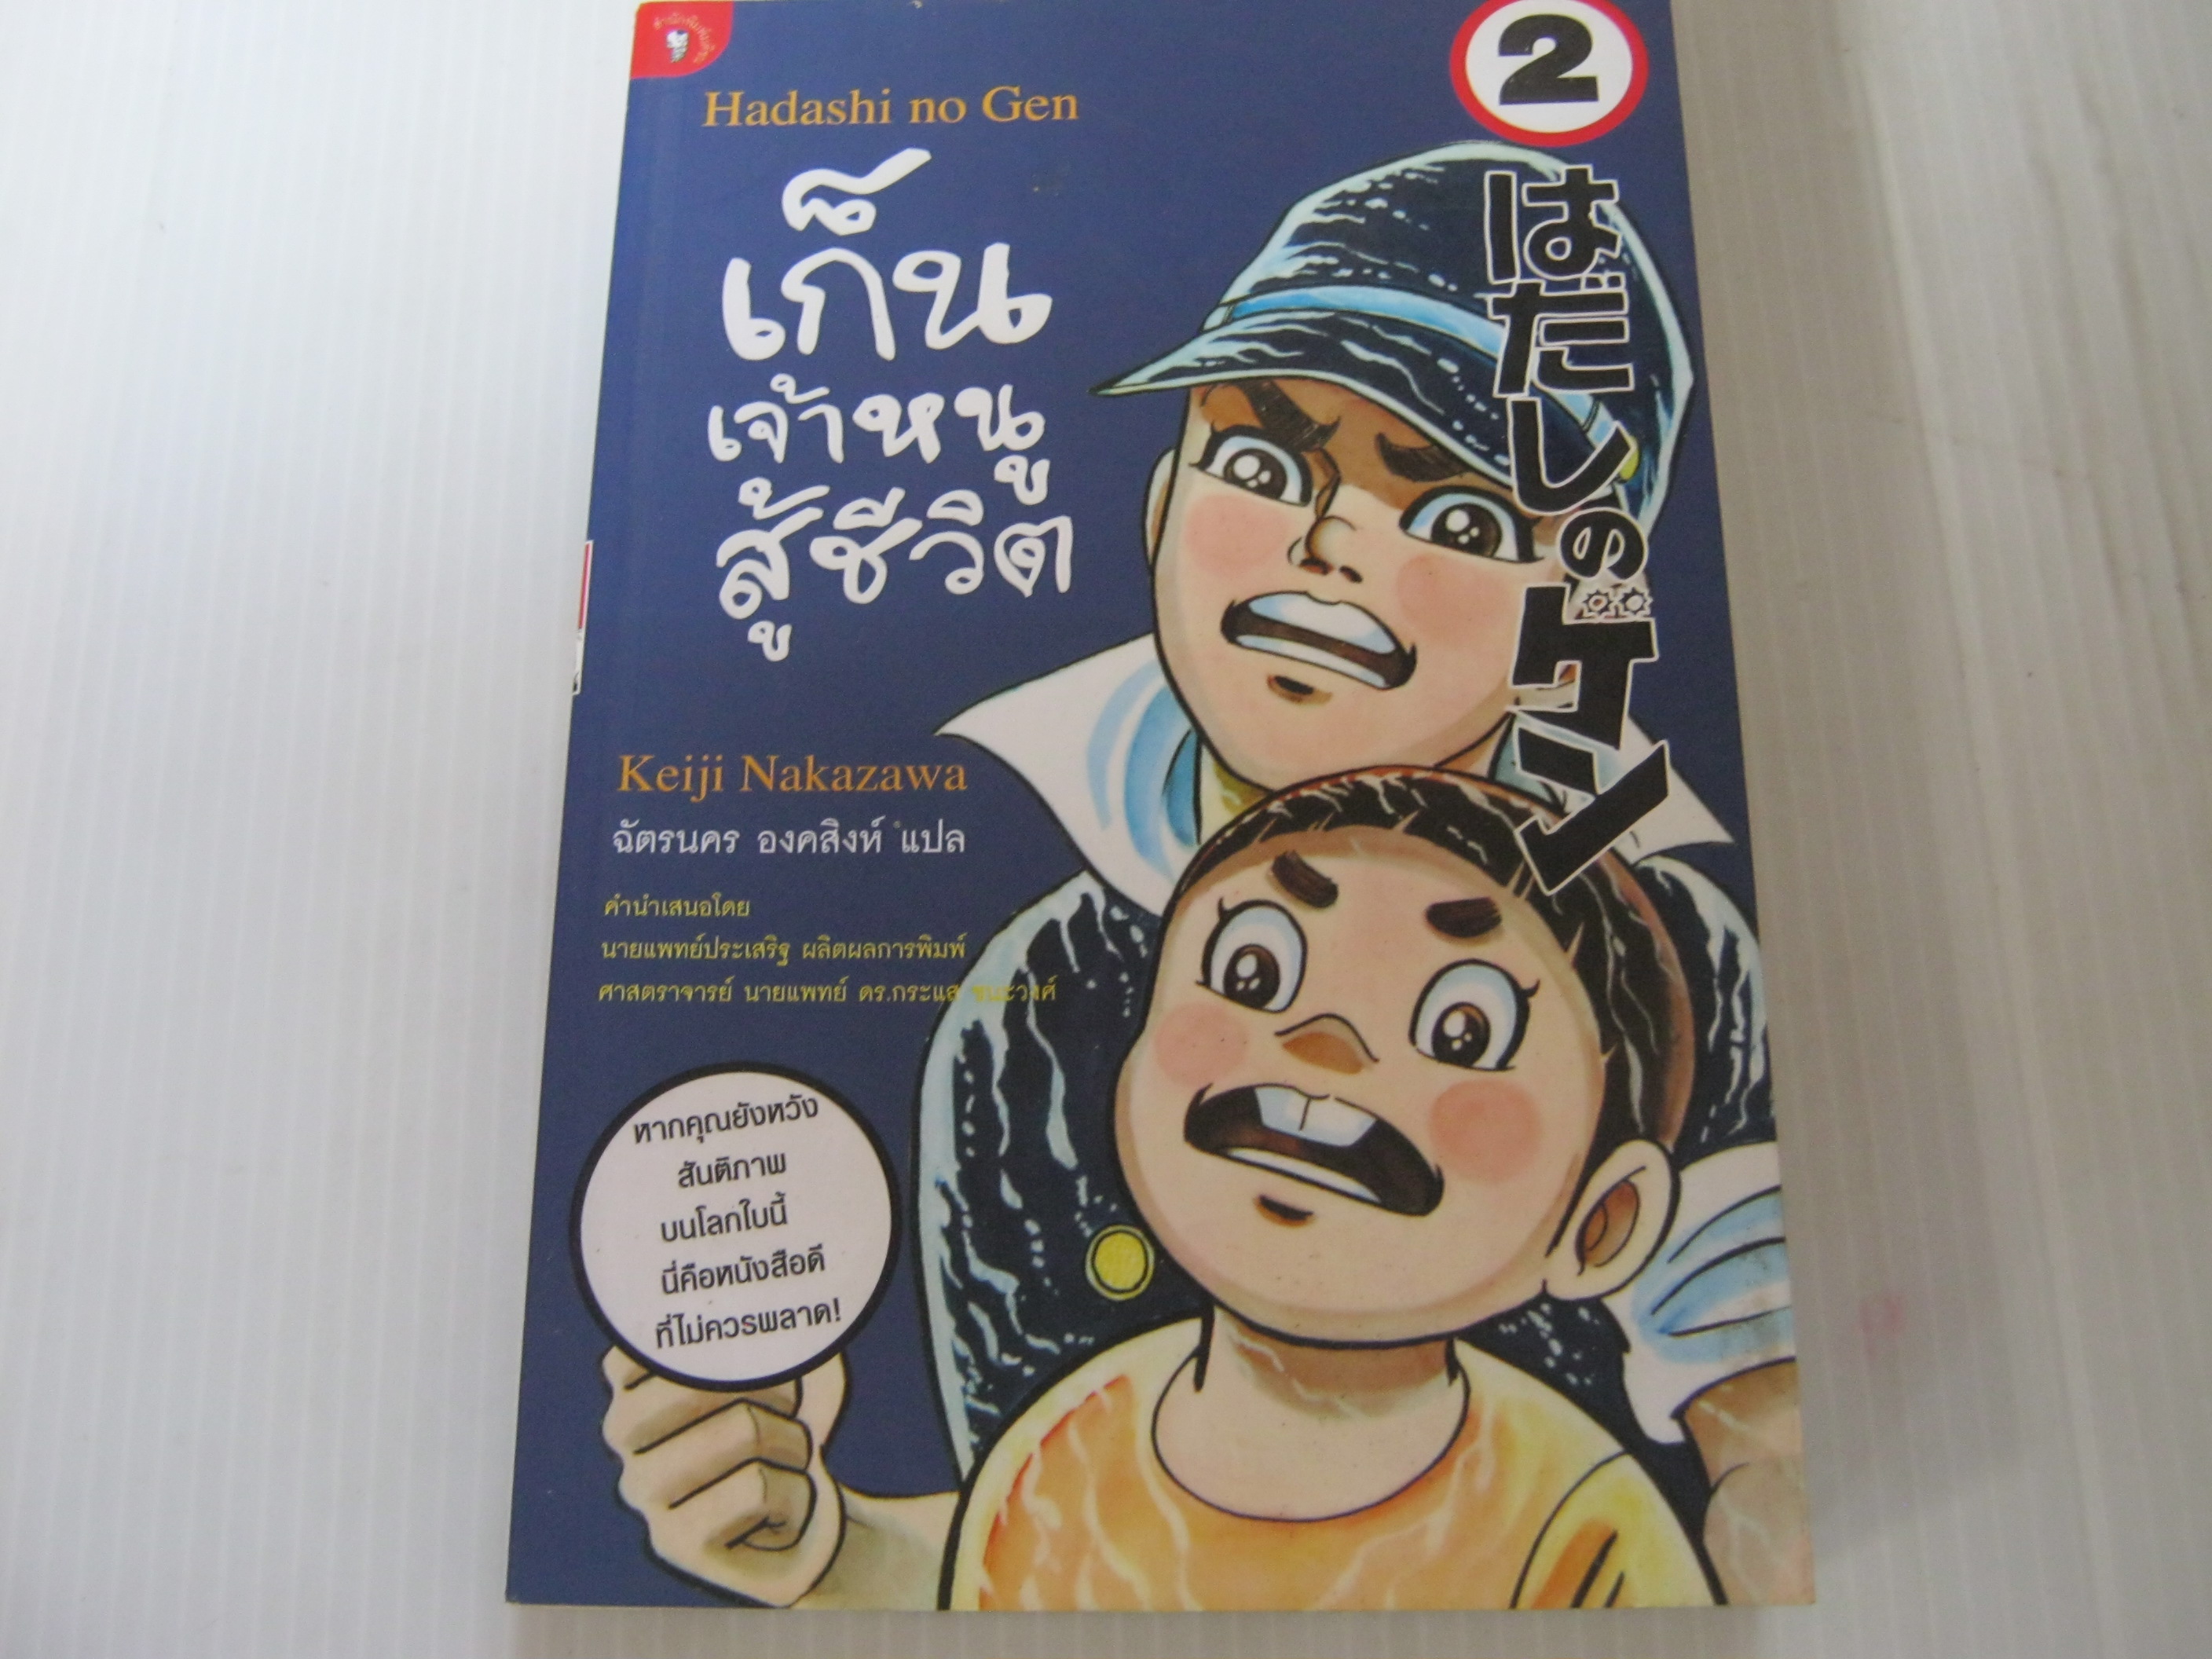 2
Hadashi no Gen
เก็น
เจ้าหนู
สู้ชีวิต
はだしのゲン
Keiji Nakazawa
ฉัตรนคร องคสิงห์ แปล
คำนำเสนอโดย
นายแพทย์ประเสริฐ ผลิตผลการพิมพ์
ศาสตราจารย์ นายแพทย์ ดร.กระแส ชนะวงศ์
หากคุณยังหวัง
สันติภาพ
บนโลกใบนี้
นี่คือหนังสือดี
ที่ไม่ควรพลาด!